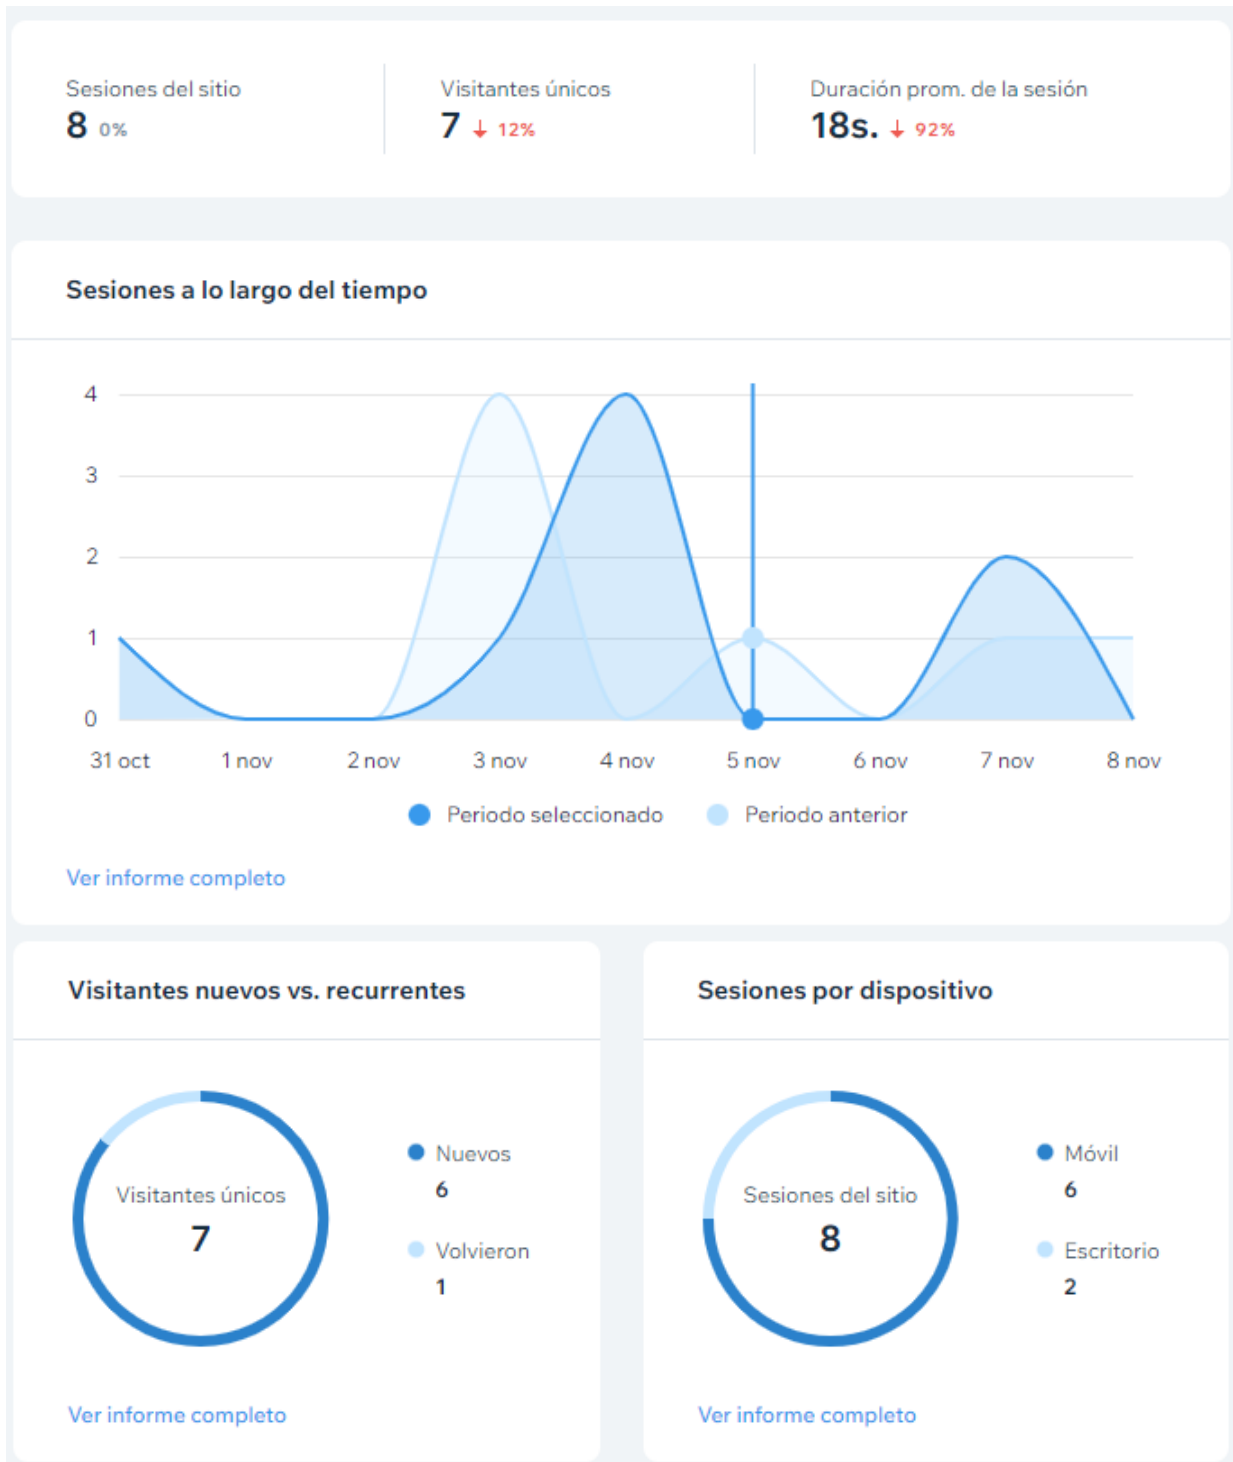 Sesiones del sitio
8 0%
Visitantes únicos
7 ↓ 12%
Duración prom. de la sesión
18s. ↓ 92%
Sesiones a lo largo del tiempo
4
3
2
1
0
31 oct 1 nov 2 nov 3 nov 4 nov 5 nov 6 nov 7 nov 8 nov
Periodo seleccionado Periodo anterior
Ver informe completo
Visitantes nuevos vs. recurrentes
Visitantes únicos
7
Nuevos
6
Volvieron
1
Ver informe completo
Sesiones por dispositivo
Sesiones del sitio
8
Móvil
6
Escritorio
2
Ver informe completo